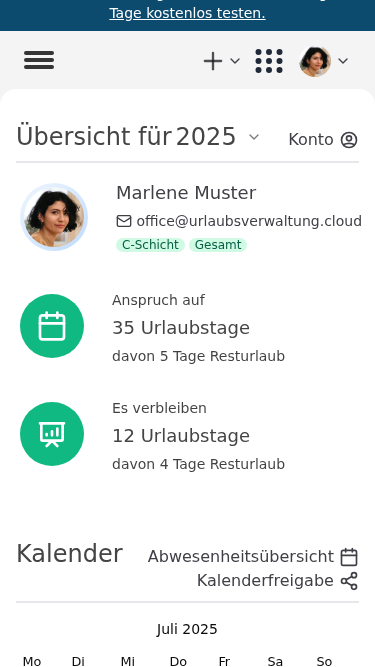 Tage kostenlos testen.
Übersicht für 2025
Konto
Marlene Muster
office@urlaubsverwaltung.cloud
C-Schicht Gesamt
Anspruch auf
35 Urlaubstage
davon 5 Tage Resturlaub
Es verbleiben
12 Urlaubstage
davon 4 Tage Resturlaub
Kalender
Abwesenheitsübersicht
Kalenderfreigabe
Juli 2025
Mo Di Mi Do Fr Sa So